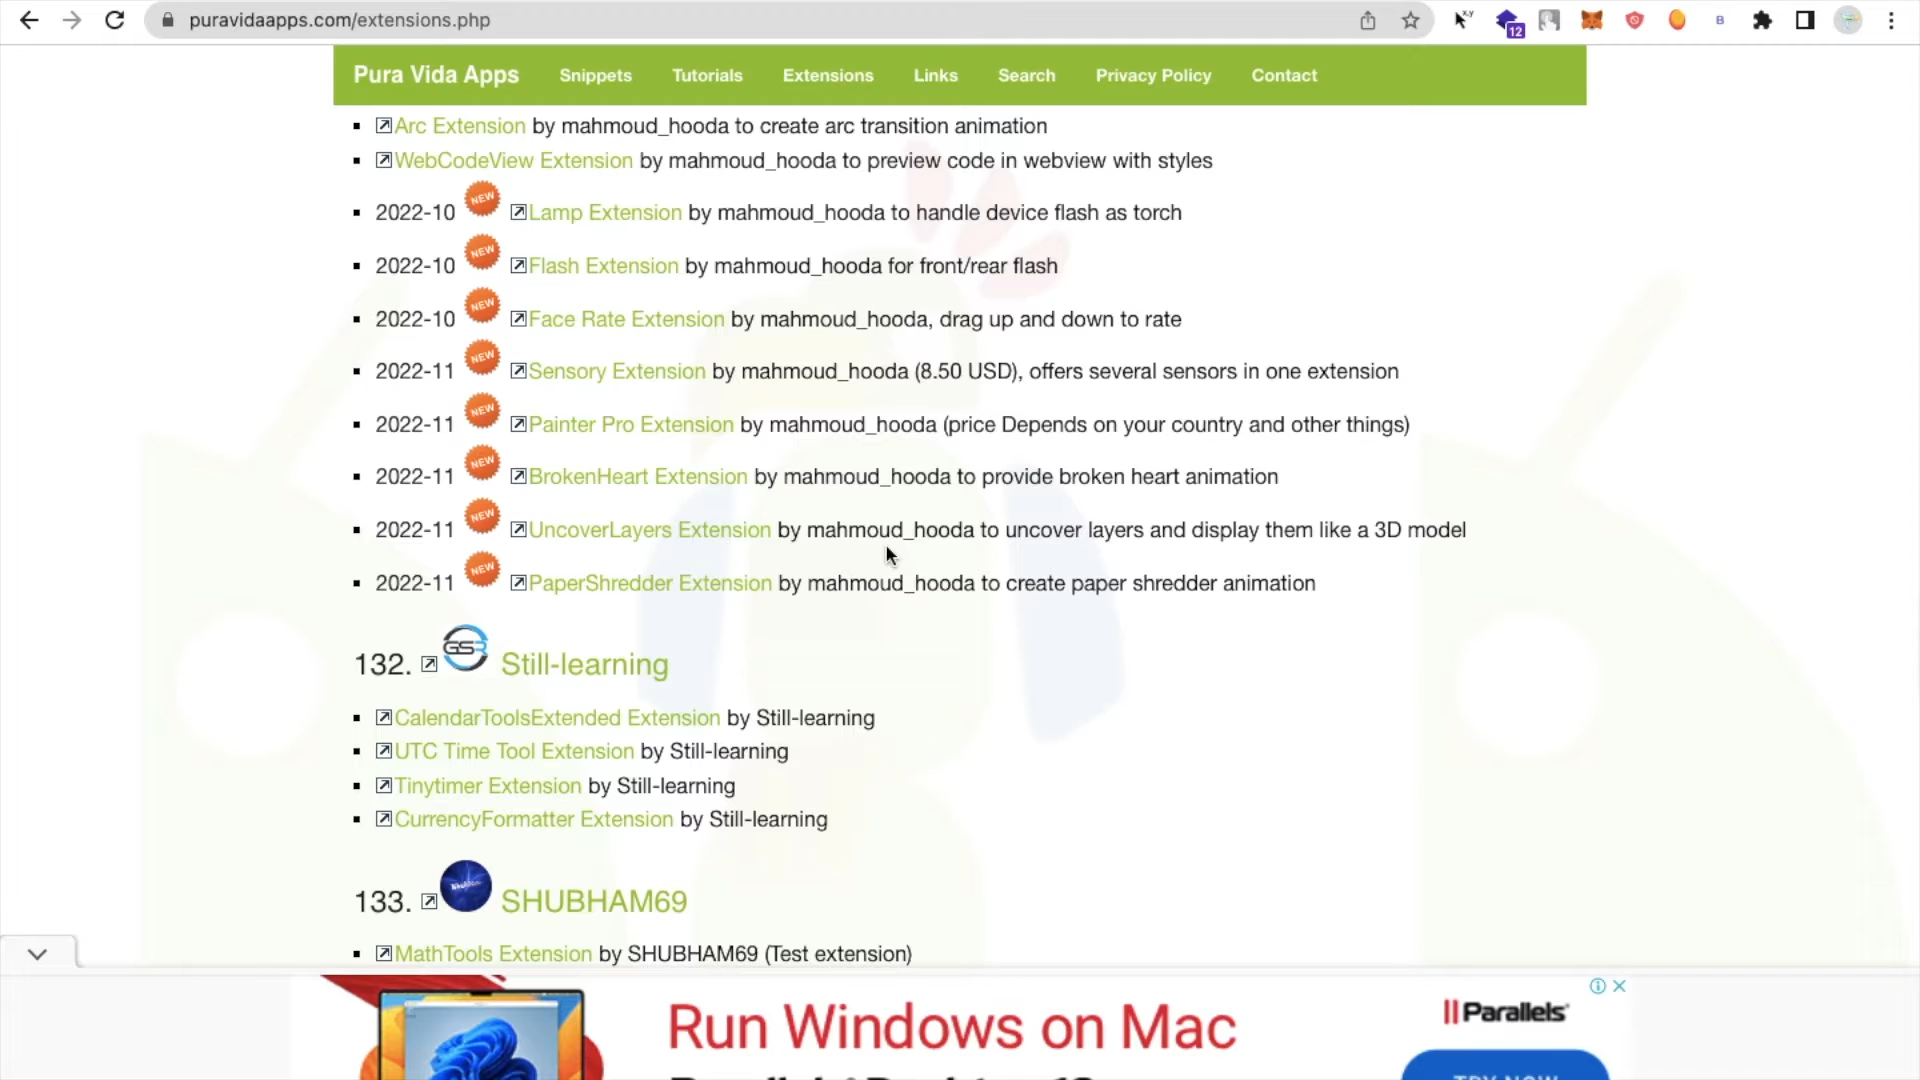 puravidaapps.com/extensions.php
x,y
12
B
Pura Vida Apps Snippets Tutorials Extensions Links Search Privacy Policy Contact
Arc Extension by mahmoud_hooda to create arc transition animation
WebCodeView Extension by mahmoud_hooda to preview code in webview with styles
2022-10 NEW Lamp Extension by mahmoud_hooda to handle device flash as torch
2022-10 NEW Flash Extension by mahmoud_hooda for front/rear flash
2022-10 NEW Face Rate Extension by mahmoud_hooda, drag up and down to rate
2022-11 NEW Sensory Extension by mahmoud_hooda (8.50 USD), offers several sensors in one extension
2022-11 NEW Painter Pro Extension by mahmoud_hooda (price Depends on your country and other things)
2022-11 NEW BrokenHeart Extension by mahmoud_hooda to provide broken heart animation
2022-11 NEW UncoverLayers Extension by mahmoud_hooda to uncover layers and display them like a 3D model
2022-11 NEW PaperShredder Extension by mahmoud_hooda to create paper shredder animation
132. GSR Still-learning
CalendarToolsExtended Extension by Still-learning
UTC Time Tool Extension by Still-learning
Tinytimer Extension by Still-learning
CurrencyFormatter Extension by Still-learning
133. SHUBHAM69
MathTools Extension by SHUBHAM69 (Test extension)
Run Windows on Mac
Parallels
TRY NOW